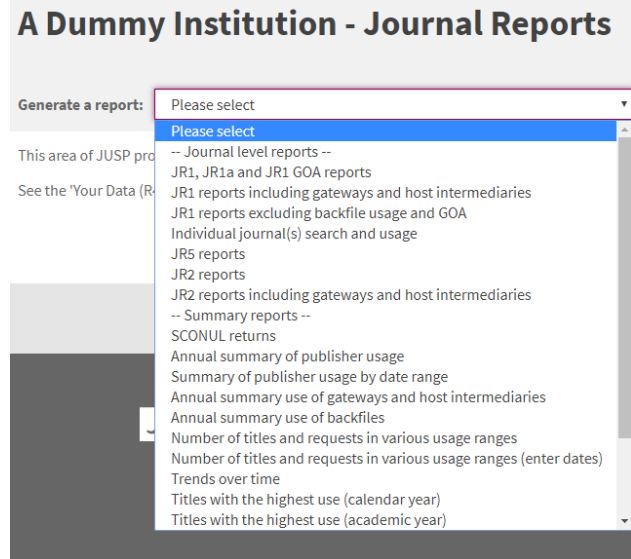 A Dummy Institution - Journal Reports
Generate a report: Please select
Please select
-- Journal level reports --
This area of JUSP pro
JR1, JR1a and JR1 GOA reports
See the 'Your Data (R4
JR1 reports including gateways and host intermediaries
JR1 reports excluding backfile usage and GOA
Individual journal(s) search and usage
JR5 reports
JR2 reports
JR2 reports including gateways and host intermediaries
-- Summary reports --
SCONUL returns
Annual summary of publisher usage
Summary of publisher usage by date range
Annual summary use of gateways and host intermediaries
Annual summary use of backfiles
Number of titles and requests in various usage ranges
Number of titles and requests in various usage ranges (enter dates)
Trends over time
Titles with the highest use (calendar year)
Titles with the highest use (academic year)